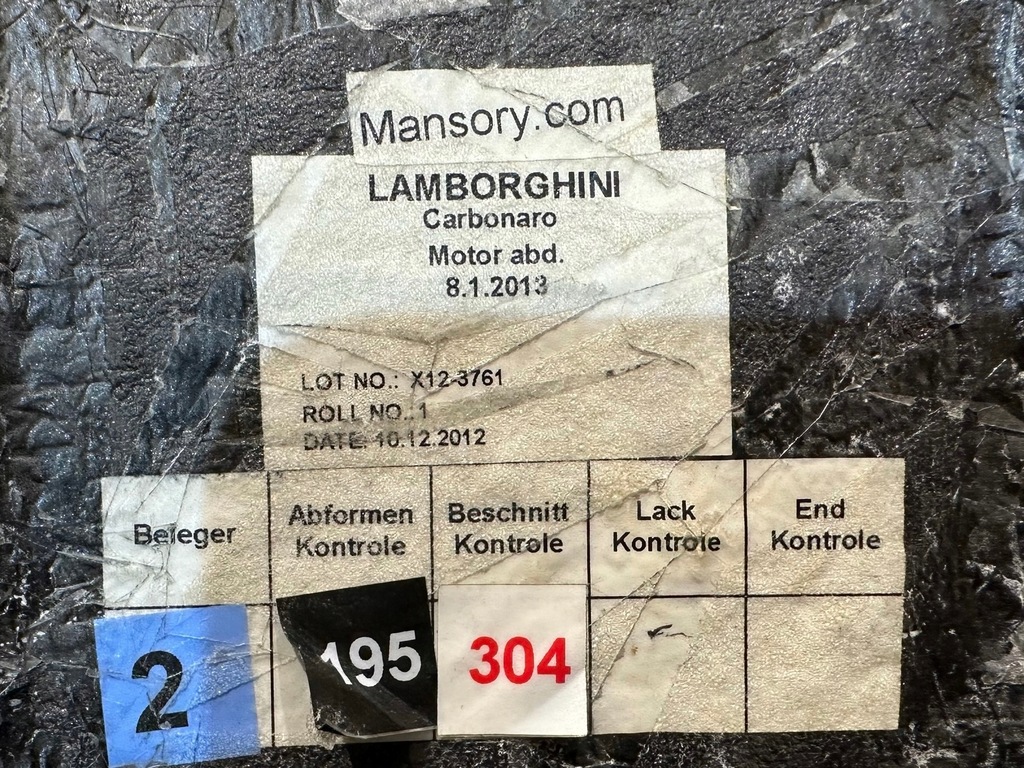 Mansory.com
LAMBORGHINI
Carbonaro
Motor abd.
8.1.2013
LOT NO.: X12-3761
ROLL NO.:1
DATE: 10.12.2012
Beleger
Abformen
Kontrole
Beschnitt
Kontrole
Lack
Kontrole
End
Kontrole
2
195
304